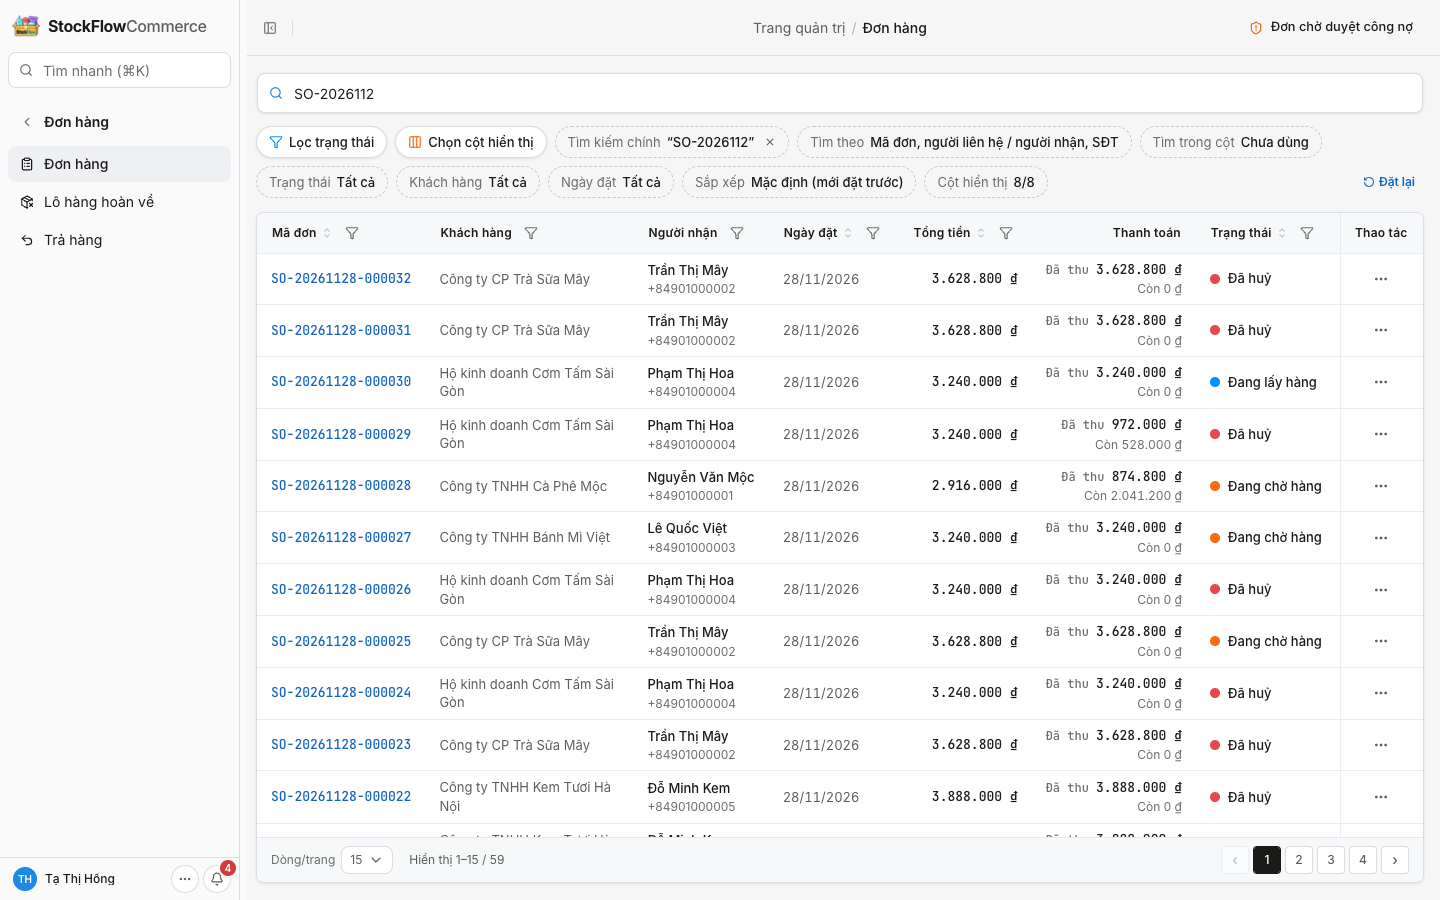 StockFlowCommerce
Tìm nhanh (⌘K)
Đơn hàng
Đơn hàng
Lô hàng hoàn về
Trả hàng
TH Tạ Thị Hồng
4
Trang quản trị / Đơn hàng
Đơn chờ duyệt công nợ
SO-2026112
Lọc trạng thái Chọn cột hiển thị Tìm kiếm chính “SO-2026112” × Tìm theo Mã đơn, người liên hệ / người nhận, SĐT Tìm trong cột Chưa dùng
Trạng thái Tất cả Khách hàng Tất cả Ngày đặt Tất cả Sắp xếp Mặc định (mới đặt trước) Cột hiển thị 8/8 Đặt lại
Mã đơn Khách hàng Người nhận Ngày đặt Tổng tiền Thanh toán Trạng thái Thao tác
SO-20261128-000032 Công ty CP Trà Sữa Mây Trần Thị Mây 28/11/2026 3.628.800 ₫ Đã thu 3.628.800 ₫ Đã huỷ
+84901000002 Còn 0 ₫
SO-20261128-000031 Công ty CP Trà Sữa Mây Trần Thị Mây 28/11/2026 3.628.800 ₫ Đã thu 3.628.800 ₫ Đã huỷ
+84901000002 Còn 0 ₫
SO-20261128-000030 Hộ kinh doanh Cơm Tấm Sài Phạm Thị Hoa 28/11/2026 3.240.000 ₫ Đã thu 3.240.000 ₫ Đang lấy hàng
Gòn +84901000004 Còn 0 ₫
SO-20261128-000029 Hộ kinh doanh Cơm Tấm Sài Phạm Thị Hoa 28/11/2026 3.240.000 ₫ Đã thu 972.000 ₫ Đã huỷ
Gòn +84901000004 Còn 528.000 ₫
SO-20261128-000028 Công ty TNHH Cà Phê Mộc Nguyễn Văn Mộc 28/11/2026 2.916.000 ₫ Đã thu 874.800 ₫ Đang chờ hàng
+84901000001 Còn 2.041.200 ₫
SO-20261128-000027 Công ty TNHH Bánh Mì Việt Lê Quốc Việt 28/11/2026 3.240.000 ₫ Đã thu 3.240.000 ₫ Đang chờ hàng
+84901000003 Còn 0 ₫
SO-20261128-000026 Hộ kinh doanh Cơm Tấm Sài Phạm Thị Hoa 28/11/2026 3.240.000 ₫ Đã thu 3.240.000 ₫ Đã huỷ
Gòn +84901000004 Còn 0 ₫
SO-20261128-000025 Công ty CP Trà Sữa Mây Trần Thị Mây 28/11/2026 3.628.800 ₫ Đã thu 3.628.800 ₫ Đang chờ hàng
+84901000002 Còn 0 ₫
SO-20261128-000024 Hộ kinh doanh Cơm Tấm Sài Phạm Thị Hoa 28/11/2026 3.240.000 ₫ Đã thu 3.240.000 ₫ Đã huỷ
Gòn +84901000004 Còn 0 ₫
SO-20261128-000023 Công ty CP Trà Sữa Mây Trần Thị Mây 28/11/2026 3.628.800 ₫ Đã thu 3.628.800 ₫ Đã huỷ
+84901000002 Còn 0 ₫
SO-20261128-000022 Công ty TNHH Kem Tươi Hà Đỗ Minh Kem 28/11/2026 3.888.000 ₫ Đã thu 3.888.000 ₫ Đã huỷ
Nội +84901000005 Còn 0 ₫
Dòng/trang 15 Hiển thị 1–15 / 59 ‹ 1 2 3 4 ›